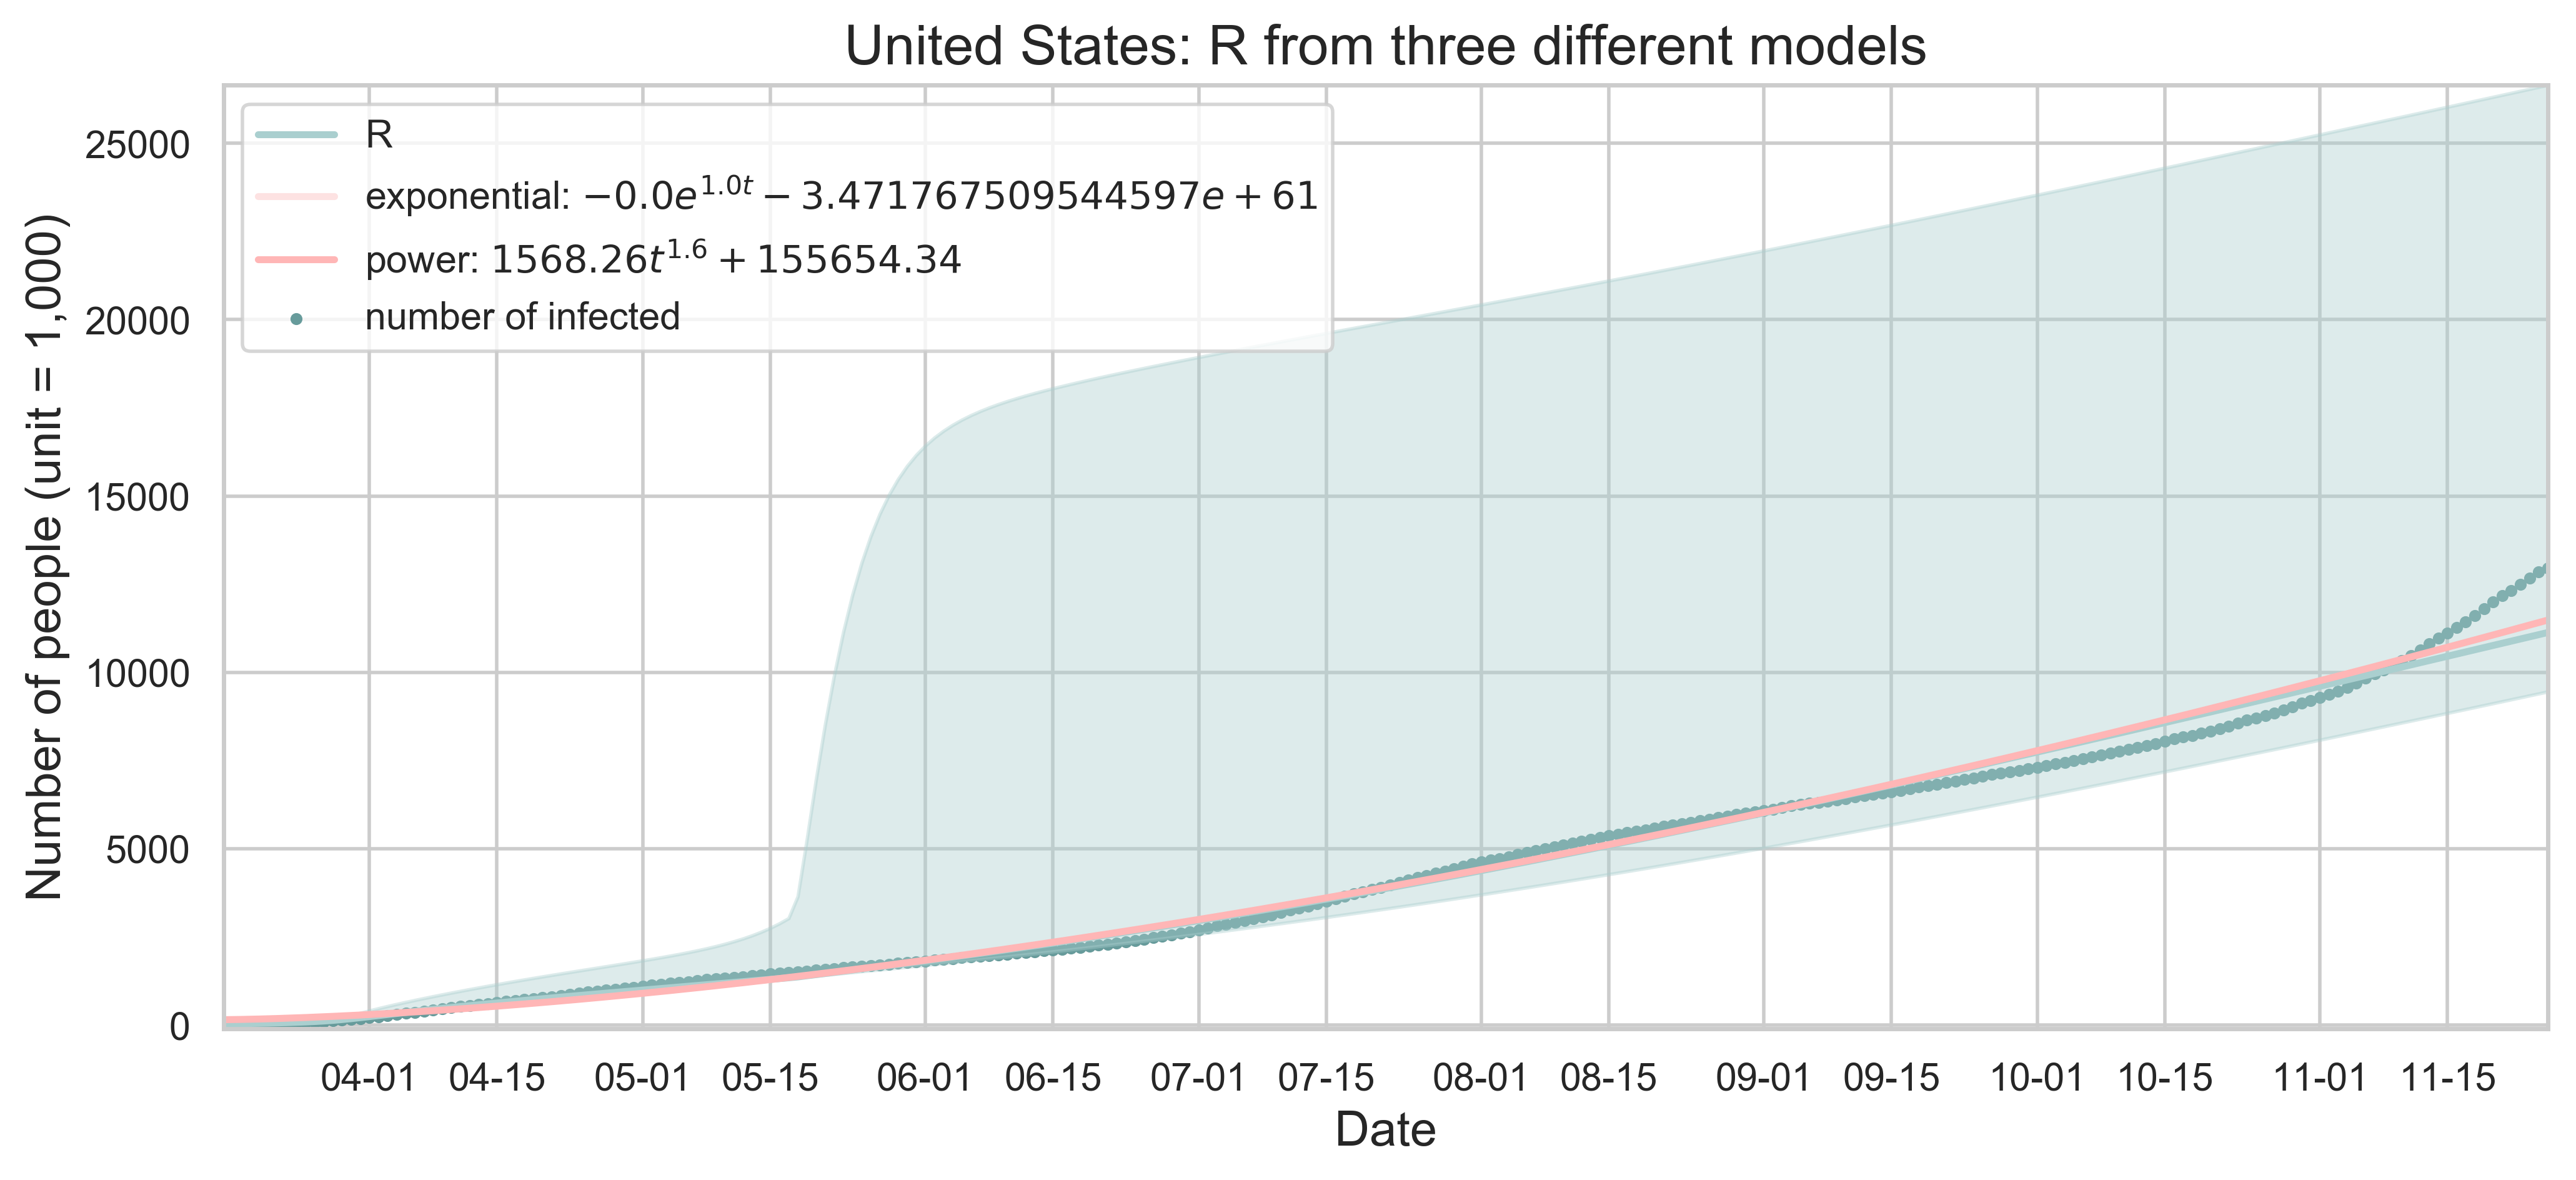 United States: R from three different models
Number of people (unit = 1,000)
25000
20000
15000
10000
5000
0
R
exponential: −0.0e^{1.0t} − 3.471767509544597e + 61
power: 1568.26t^{1.6} + 155654.34
number of infected
04-01 04-15 05-01 05-15 06-01 06-15 07-01 07-15 08-01 08-15 09-01 09-15 10-01 10-15 11-01 11-15
Date